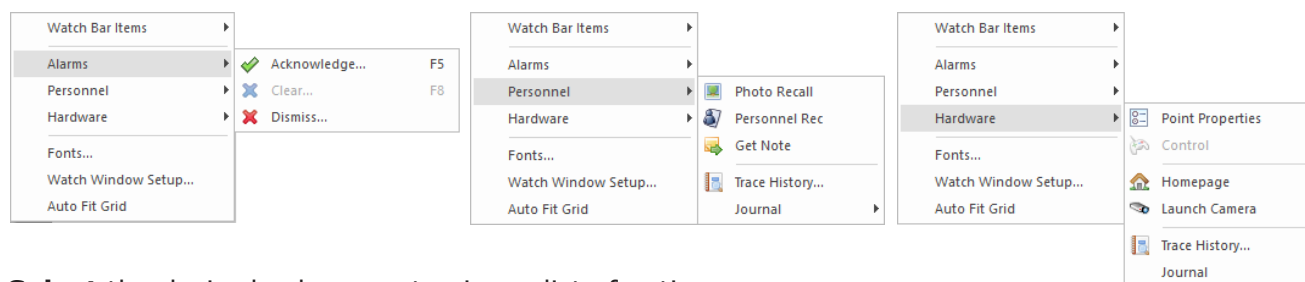 Watch Bar Items
Alarms
Personnel
Hardware
Fonts...
Watch Window Setup...
Auto Fit Grid
Acknowledge... F5
Clear... F8
Dismiss...
Watch Bar Items
Alarms
Personnel
Hardware
Fonts...
Watch Window Setup...
Auto Fit Grid
Photo Recall
Personnel Rec
Get Note
Trace History...
Journal
Watch Bar Items
Alarms
Personnel
Hardware
Fonts...
Watch Window Setup...
Auto Fit Grid
Point Properties
Control
Homepage
Launch Camera
Trace History...
Journal